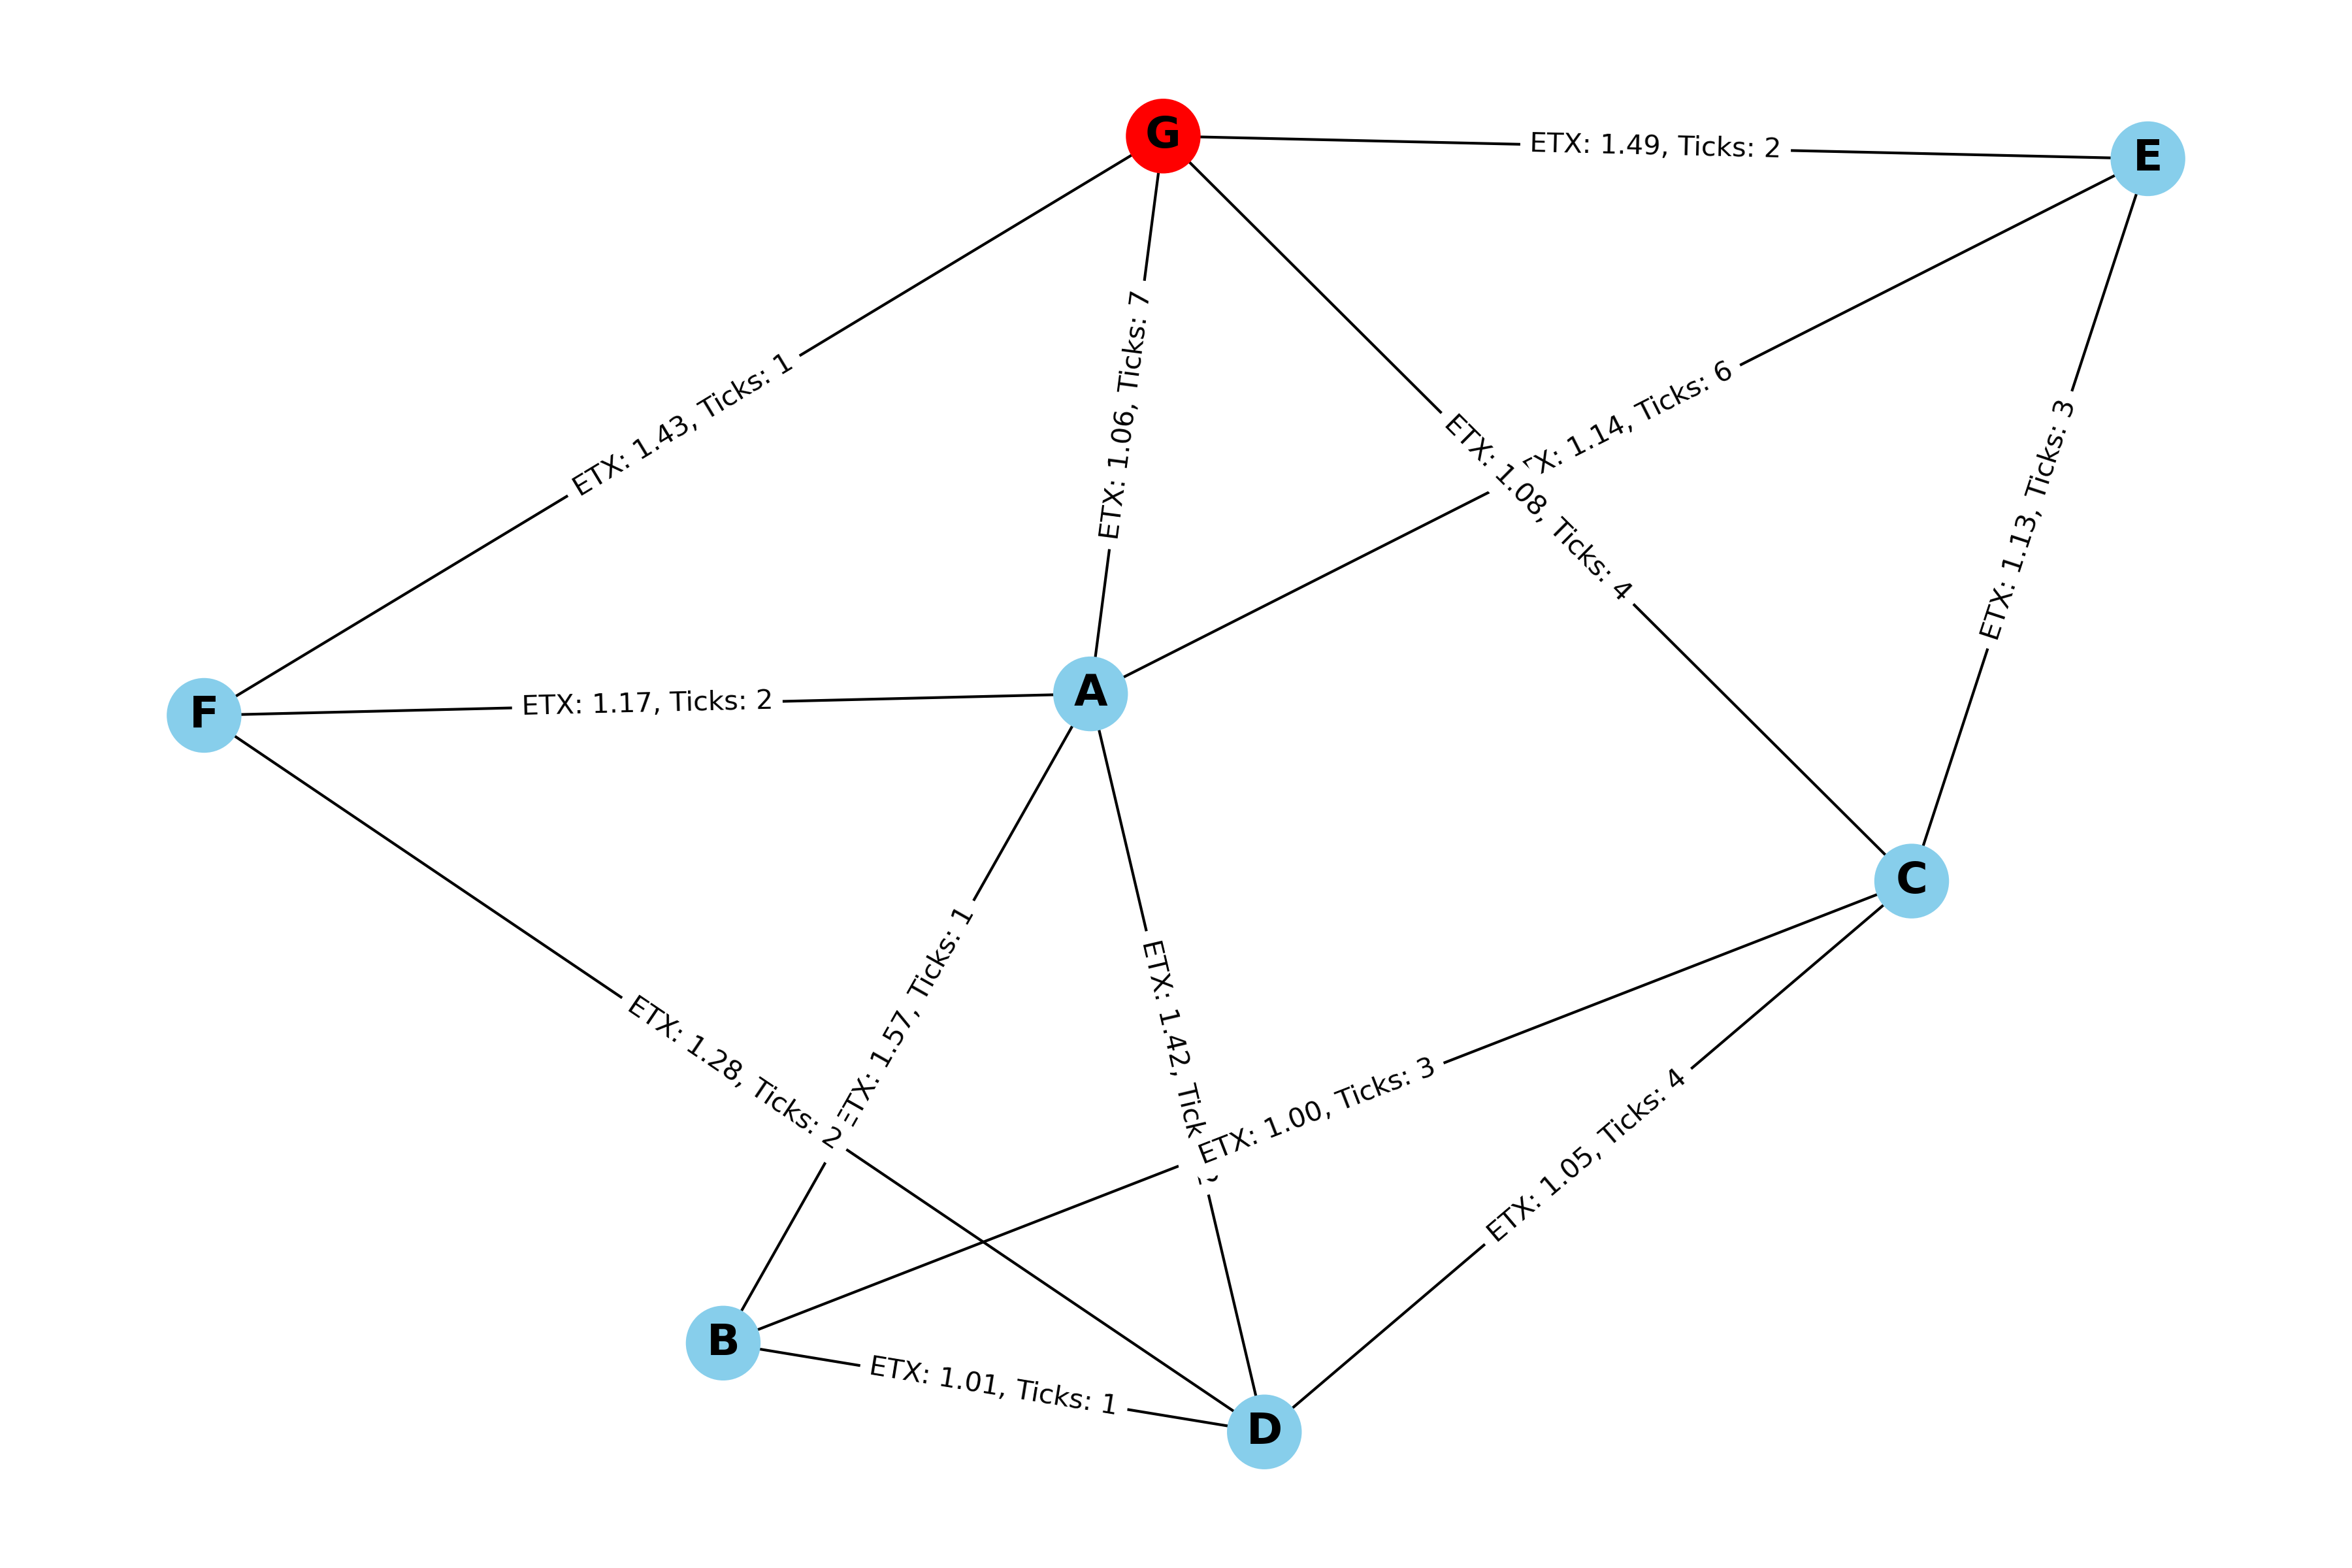 G
ETX: 1.49, Ticks: 2
E
ETX: 1.43, Ticks: 1
ETX: 1.06, Ticks: 7
1.14, Ticks: 6
ETX: 1.08, Ticks: 4
ETX: 1.13, Ticks: 3
F
ETX: 1.17, Ticks: 2
A
C
ETX: 1.57, Ticks: 1
ETX: 1.42,
ETX: 1.28, Ticks: 2
ETX: 1.00, Ticks: 3
ETX: 1.05, Ticks: 4
B
ETX: 1.01, Ticks: 1
D